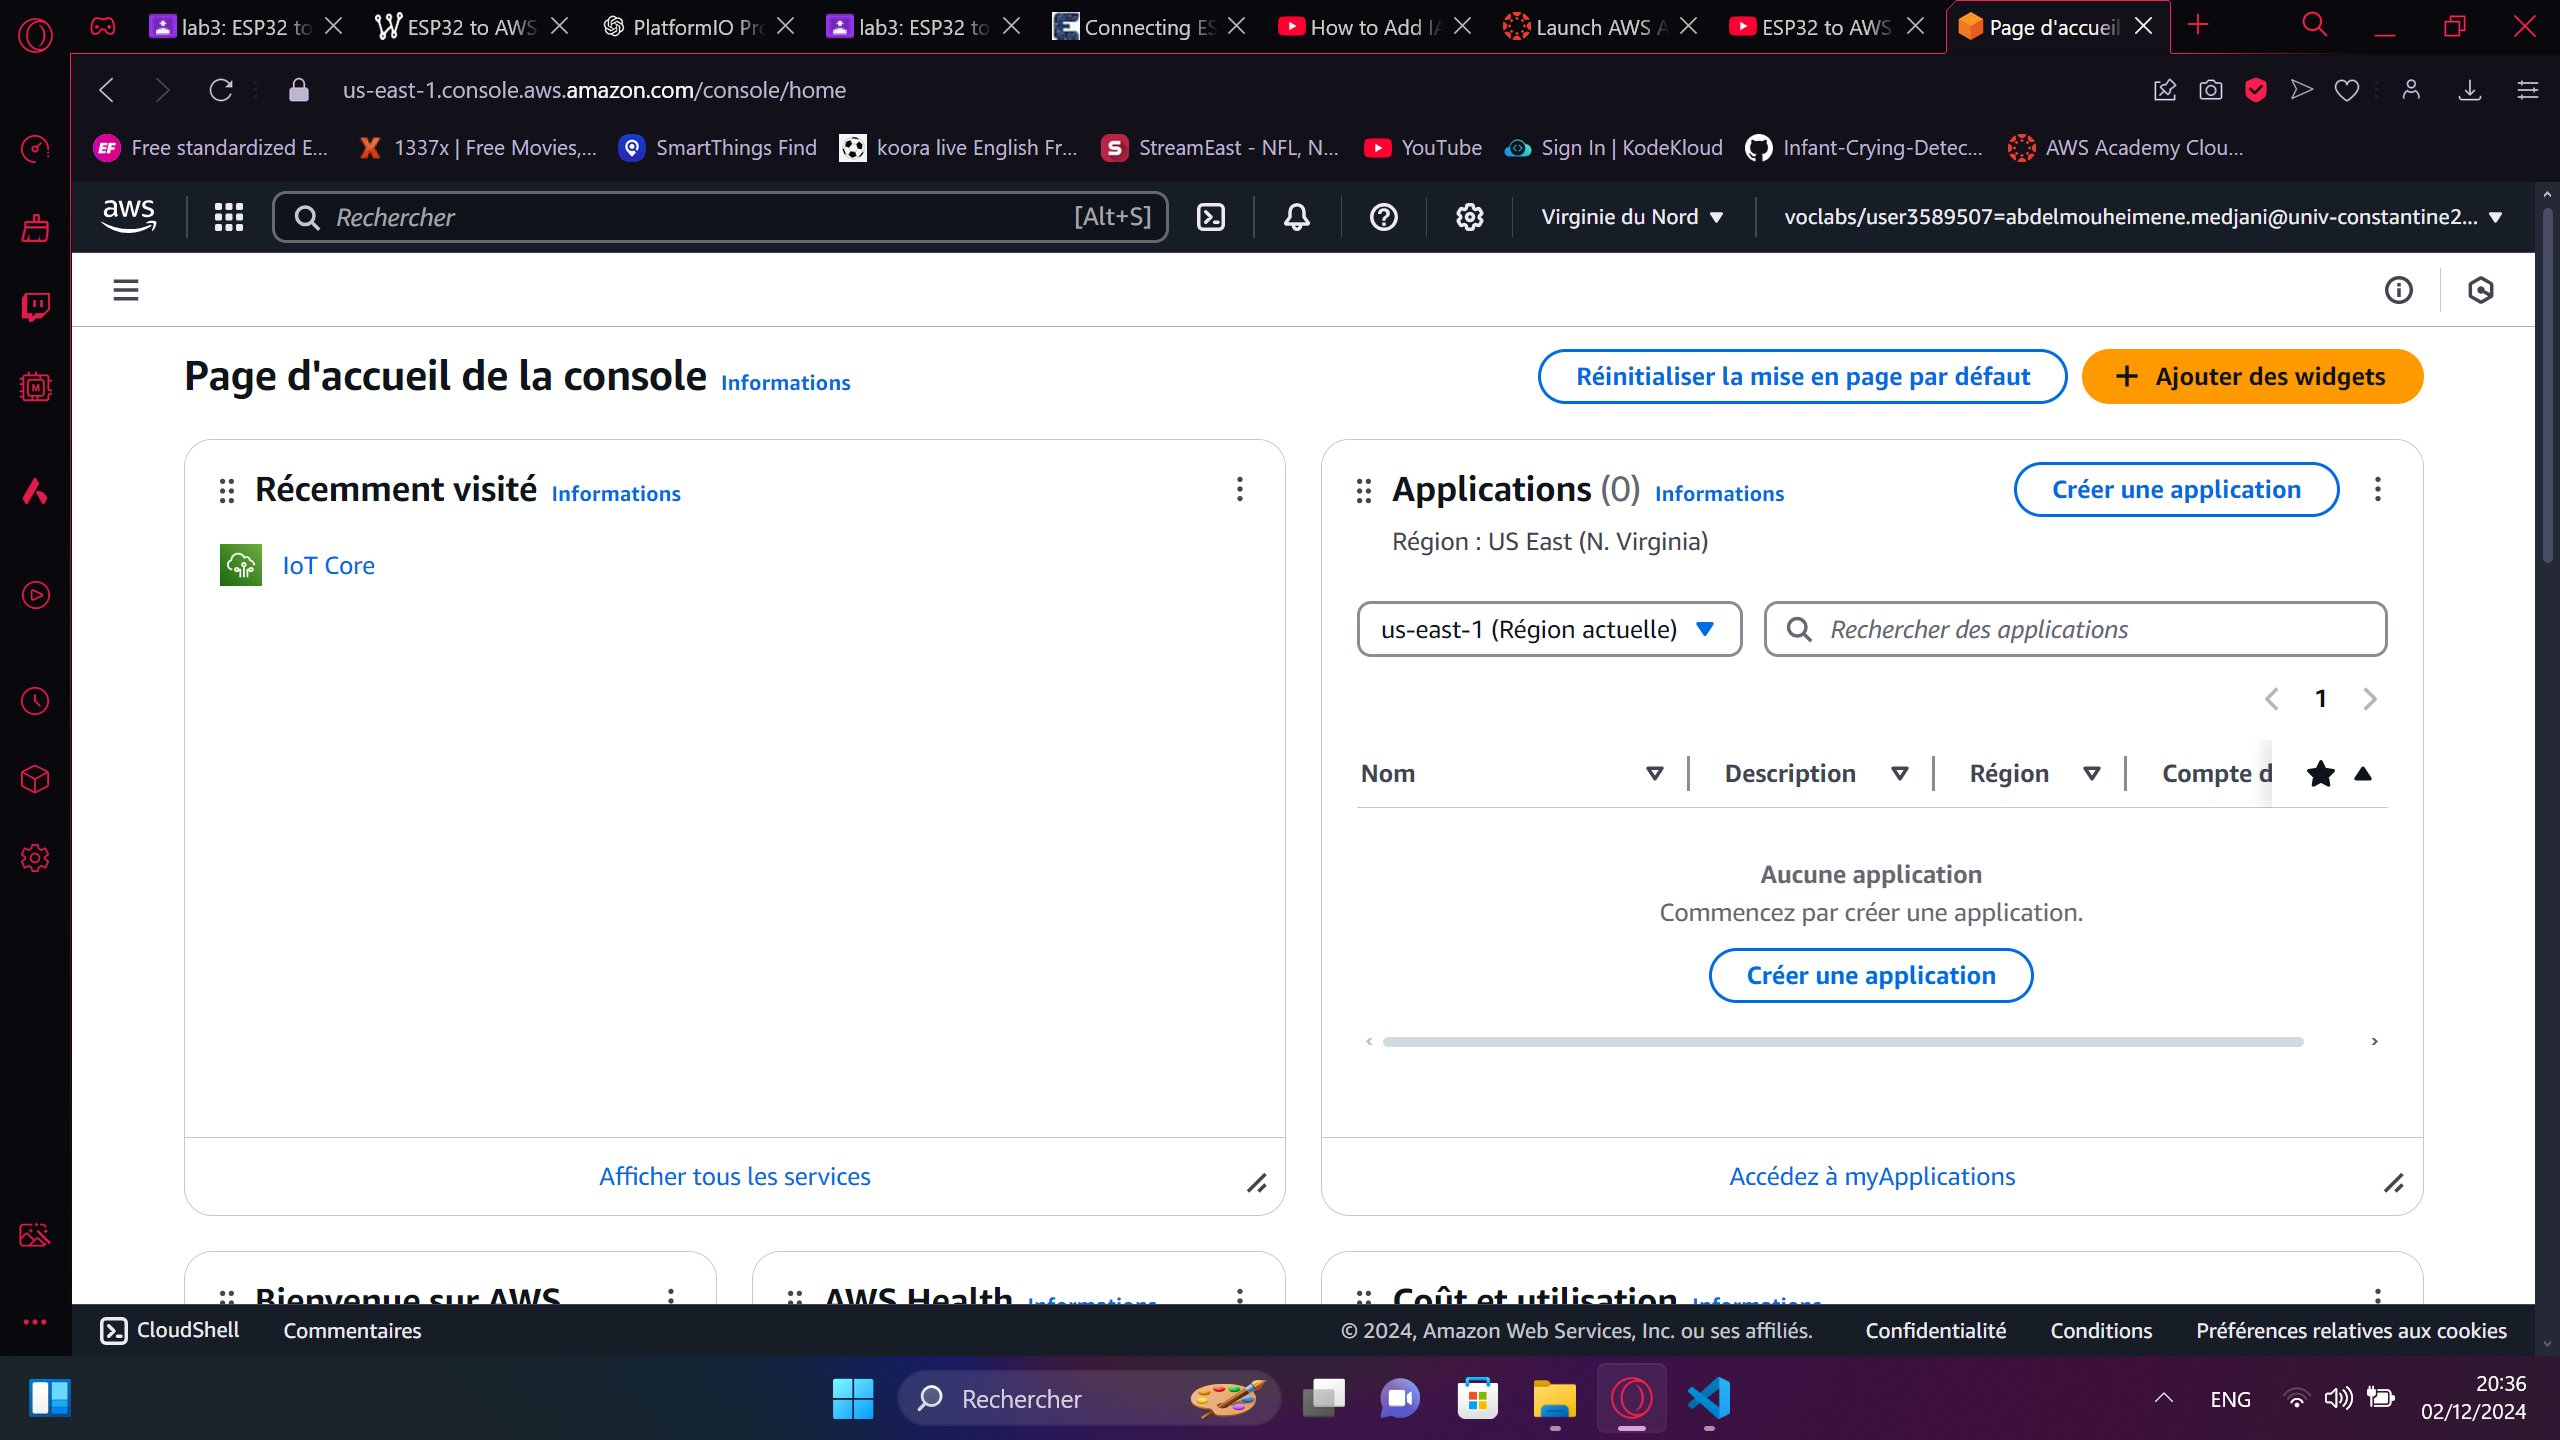 lab3: ESP32 to
ESP32 to AWS
PlatformIO Pro
lab3: ESP32 to
Connecting ES
How to Add IA
Launch AWS A
ESP32 to AWS
Page d'accueil
us-east-1.console.aws.amazon.com/console/home
Free standardized E...
1337x | Free Movies,...
SmartThings Find
koora live English Fr...
StreamEast - NFL, N...
YouTube
Sign In | KodeKloud
Infant-Crying-Detec...
AWS Academy Clou...
aws
Rechercher
[Alt+S]
Virginie du Nord
voclabs/user3589507=abdelmouheimene.medjani@univ-constantine2...
Page d'accueil de la console Informations
Réinitialiser la mise en page par défaut
Ajouter des widgets
Récemment visité Informations
IoT Core
Afficher tous les services
Applications (0) Informations
Créer une application
Région : US East (N. Virginia)
us-east-1 (Région actuelle)
Rechercher des applications
1
Nom
Description
Région
Compte d
Aucune application
Commencez par créer une application.
Créer une application
Accédez à myApplications
Bienvenue sur AWS
AWS Health Informations
Coût et utilisation Informations
CloudShell
Commentaires
© 2024, Amazon Web Services, Inc. ou ses affiliés.
Confidentialité
Conditions
Préférences relatives aux cookies
Rechercher
ENG
20:36
02/12/2024